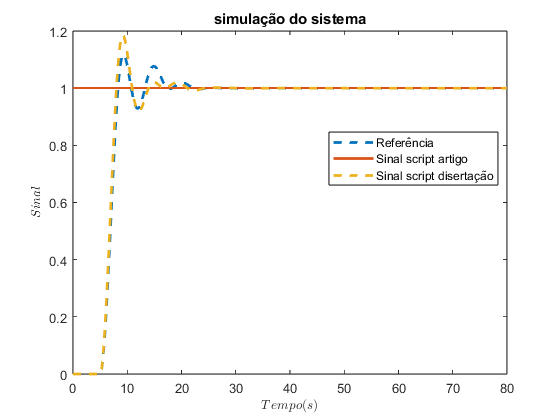 simulação do sistema
1.2
1
0.8
0.6
0.4
0.2
0
Sinal
Referência
Sinal script artigo
Sinal script disertação
0 10 20 30 40 50 60 70 80
Tempo(s)